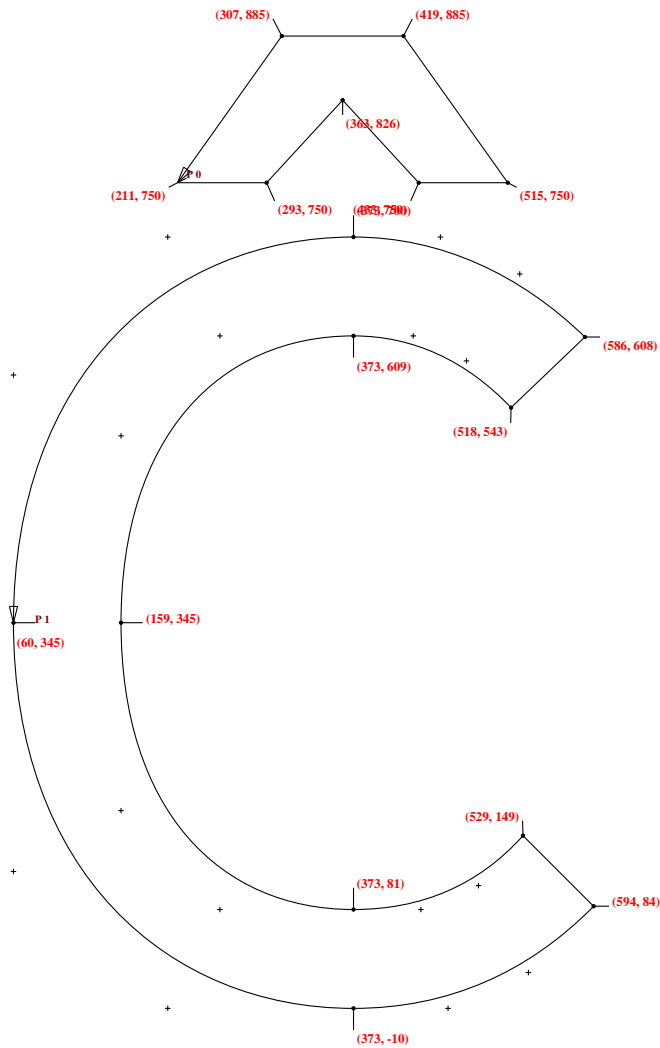 (307, 885) (419, 885)
(363, 826)
P 0
(211, 750) (515, 750)
(293, 750)
(373, 609)
(586, 608)
(518, 543)
(159, 345) P 1
(60, 345)
(529, 149)
(373, 81)
(594, 84)
(373, -10)